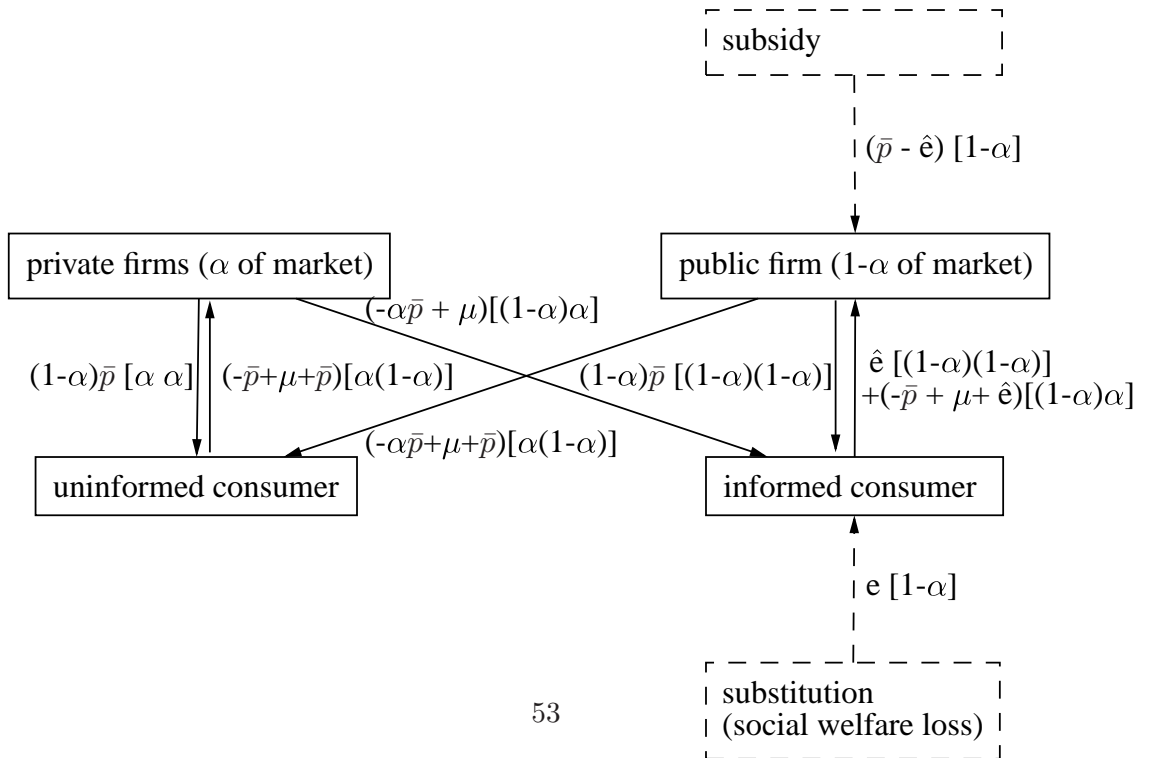 subsidy
(p̄ - ê) [1-α]
private firms (α of market)
public firm (1-α of market)
(-αp̄ + μ)[(1-α)α]
(1-α)p̄ [α α]
(-p̄+μ+p̄)[α(1-α)]
(1-α)p̄ [(1-α)(1-α)]
ê [(1-α)(1-α)]
+(-p̄ + μ+ ê)[(1-α)α]
(-αp̄+μ+p̄)[α(1-α)]
uninformed consumer
informed consumer
e [1-α]
substitution
(social welfare loss)
53